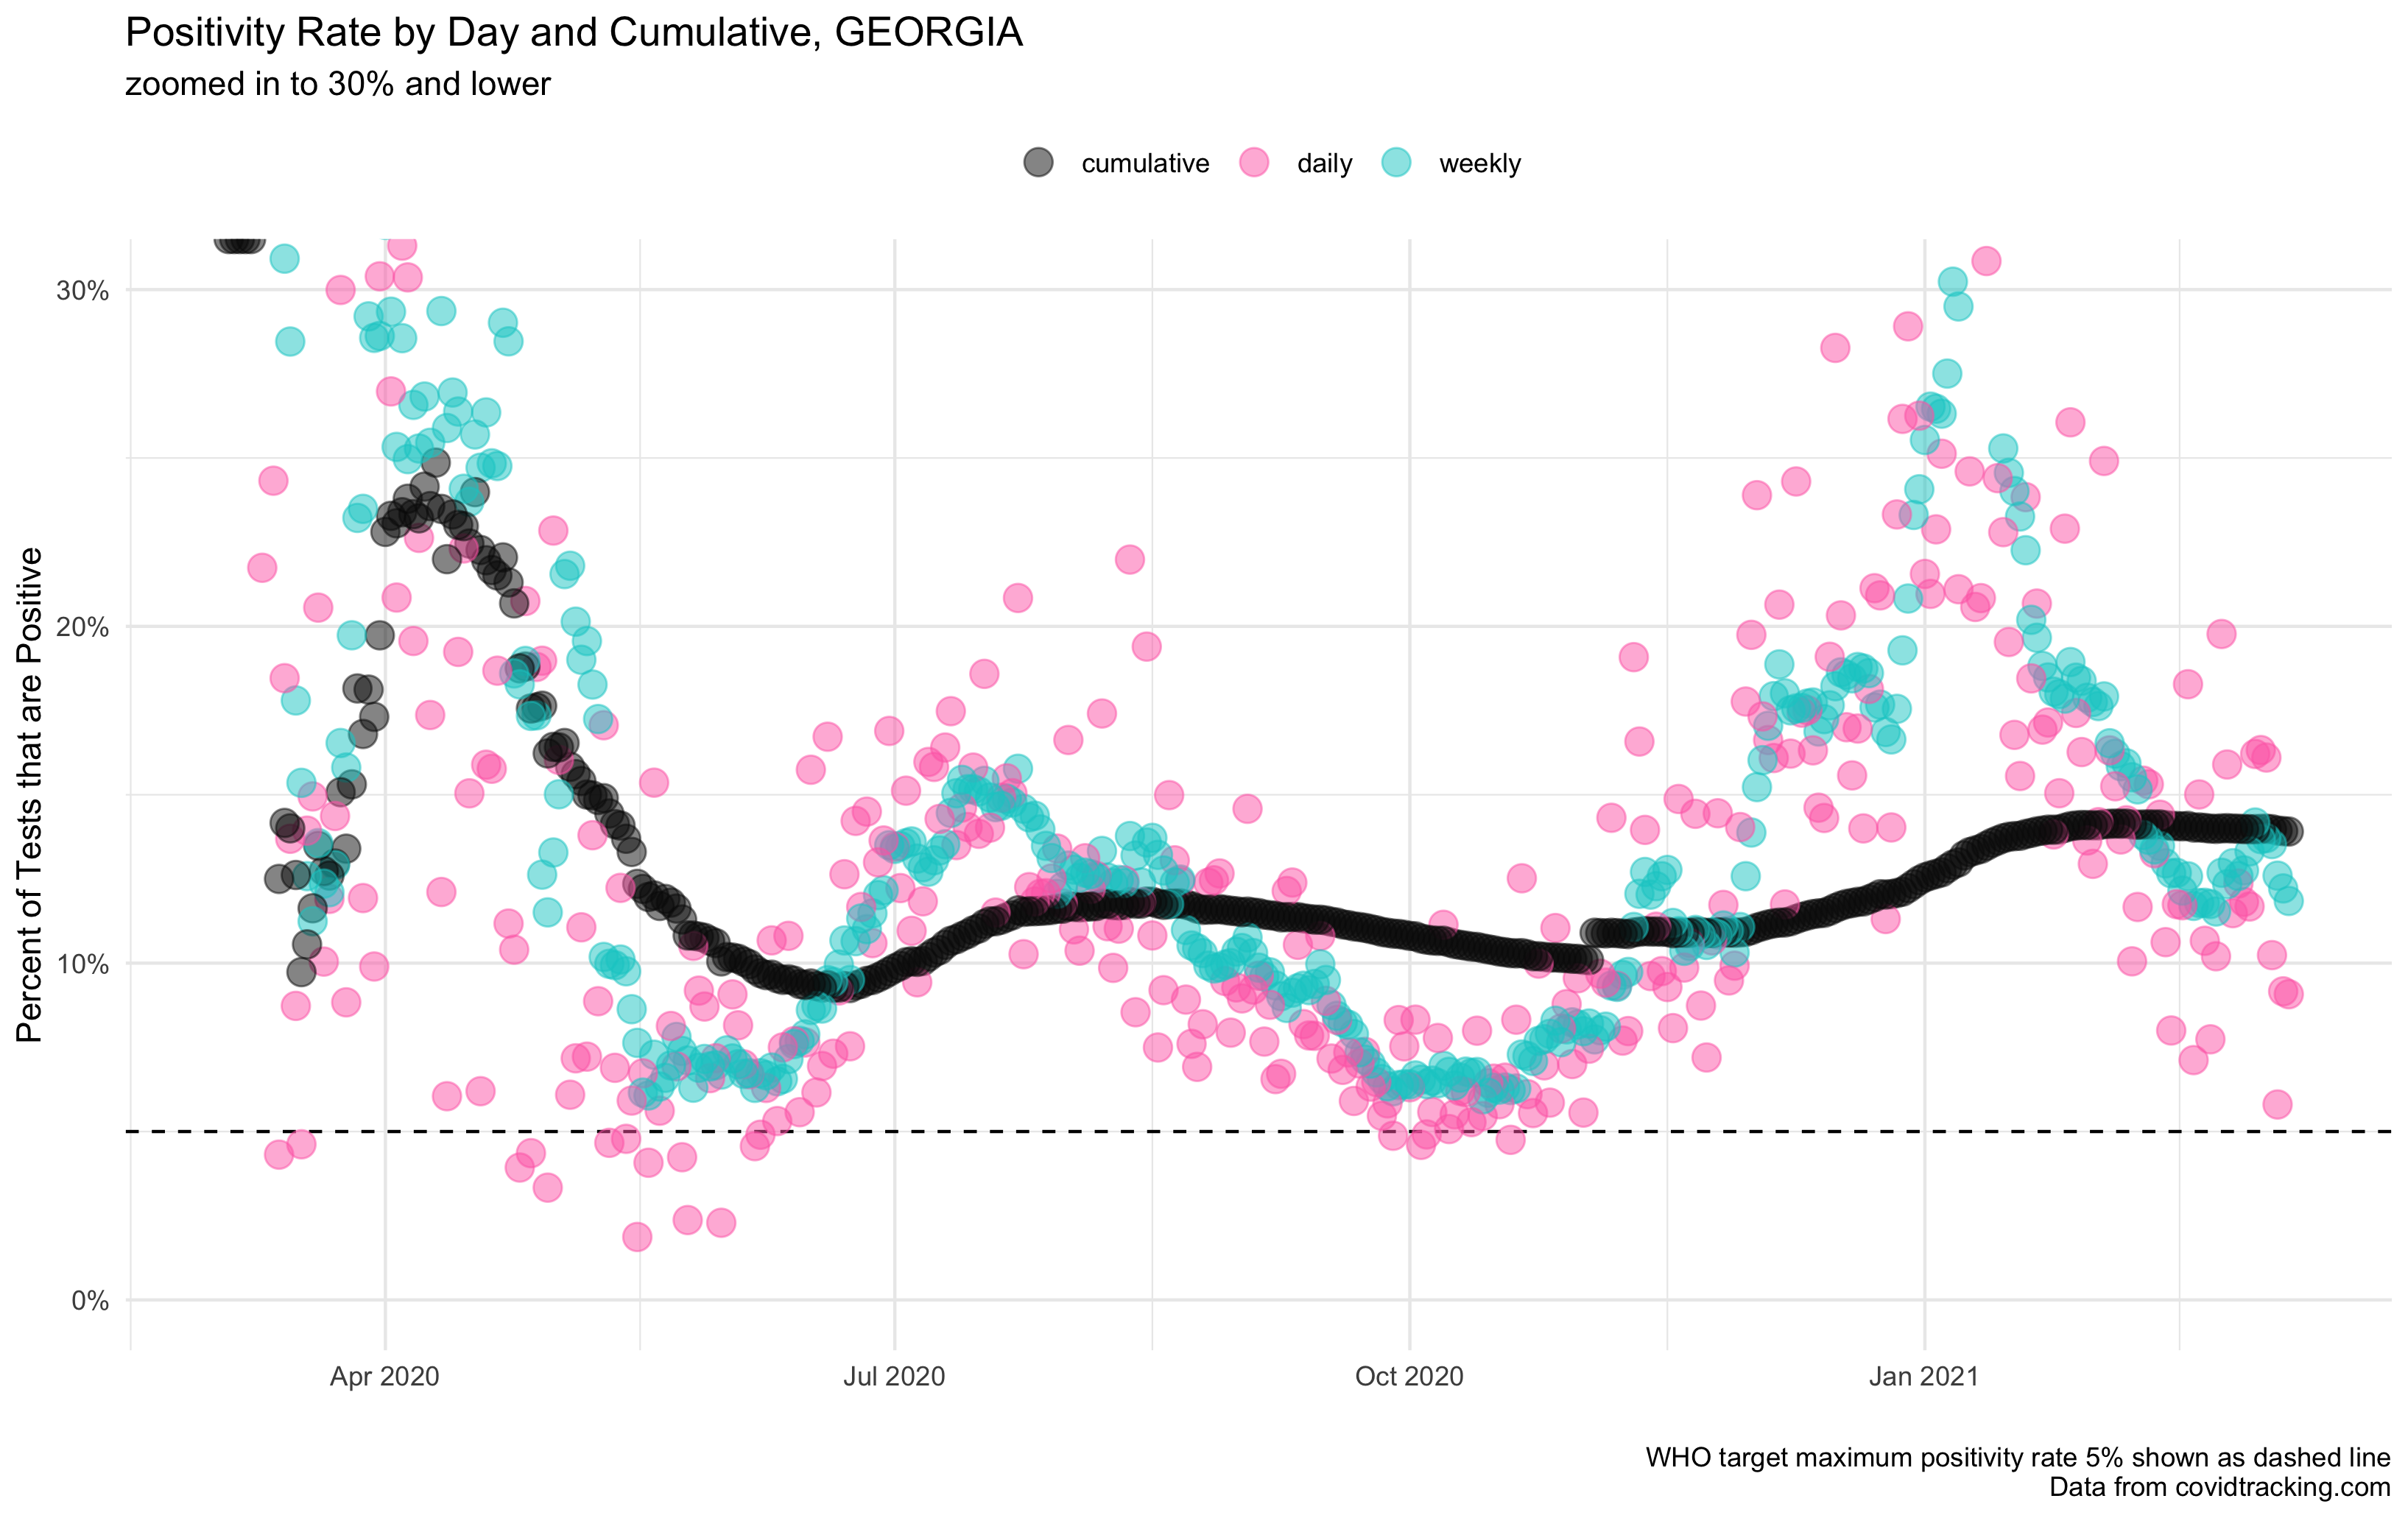 Positivity Rate by Day and Cumulative, GEORGIA
zoomed in to 30% and lower
cumulative daily weekly
Percent of Tests that are Positive
30%
20%
10%
0%
Apr 2020 Jul 2020 Oct 2020 Jan 2021
WHO target maximum positivity rate 5% shown as dashed line
Data from covidtracking.com